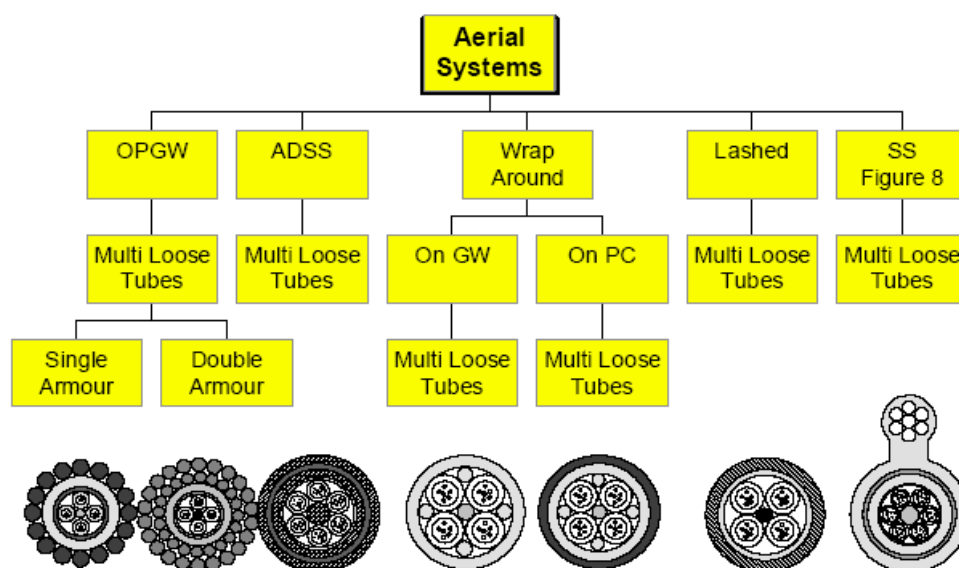 Aerial
Systems
OPGW
ADSS
Wrap
Around
Lashed
SS
Figure 8
Multi Loose
Tubes
Multi Loose
Tubes
On GW
On PC
Multi Loose
Tubes
Multi Loose
Tubes
Single
Armour
Double
Armour
Multi Loose
Tubes
Multi Loose
Tubes